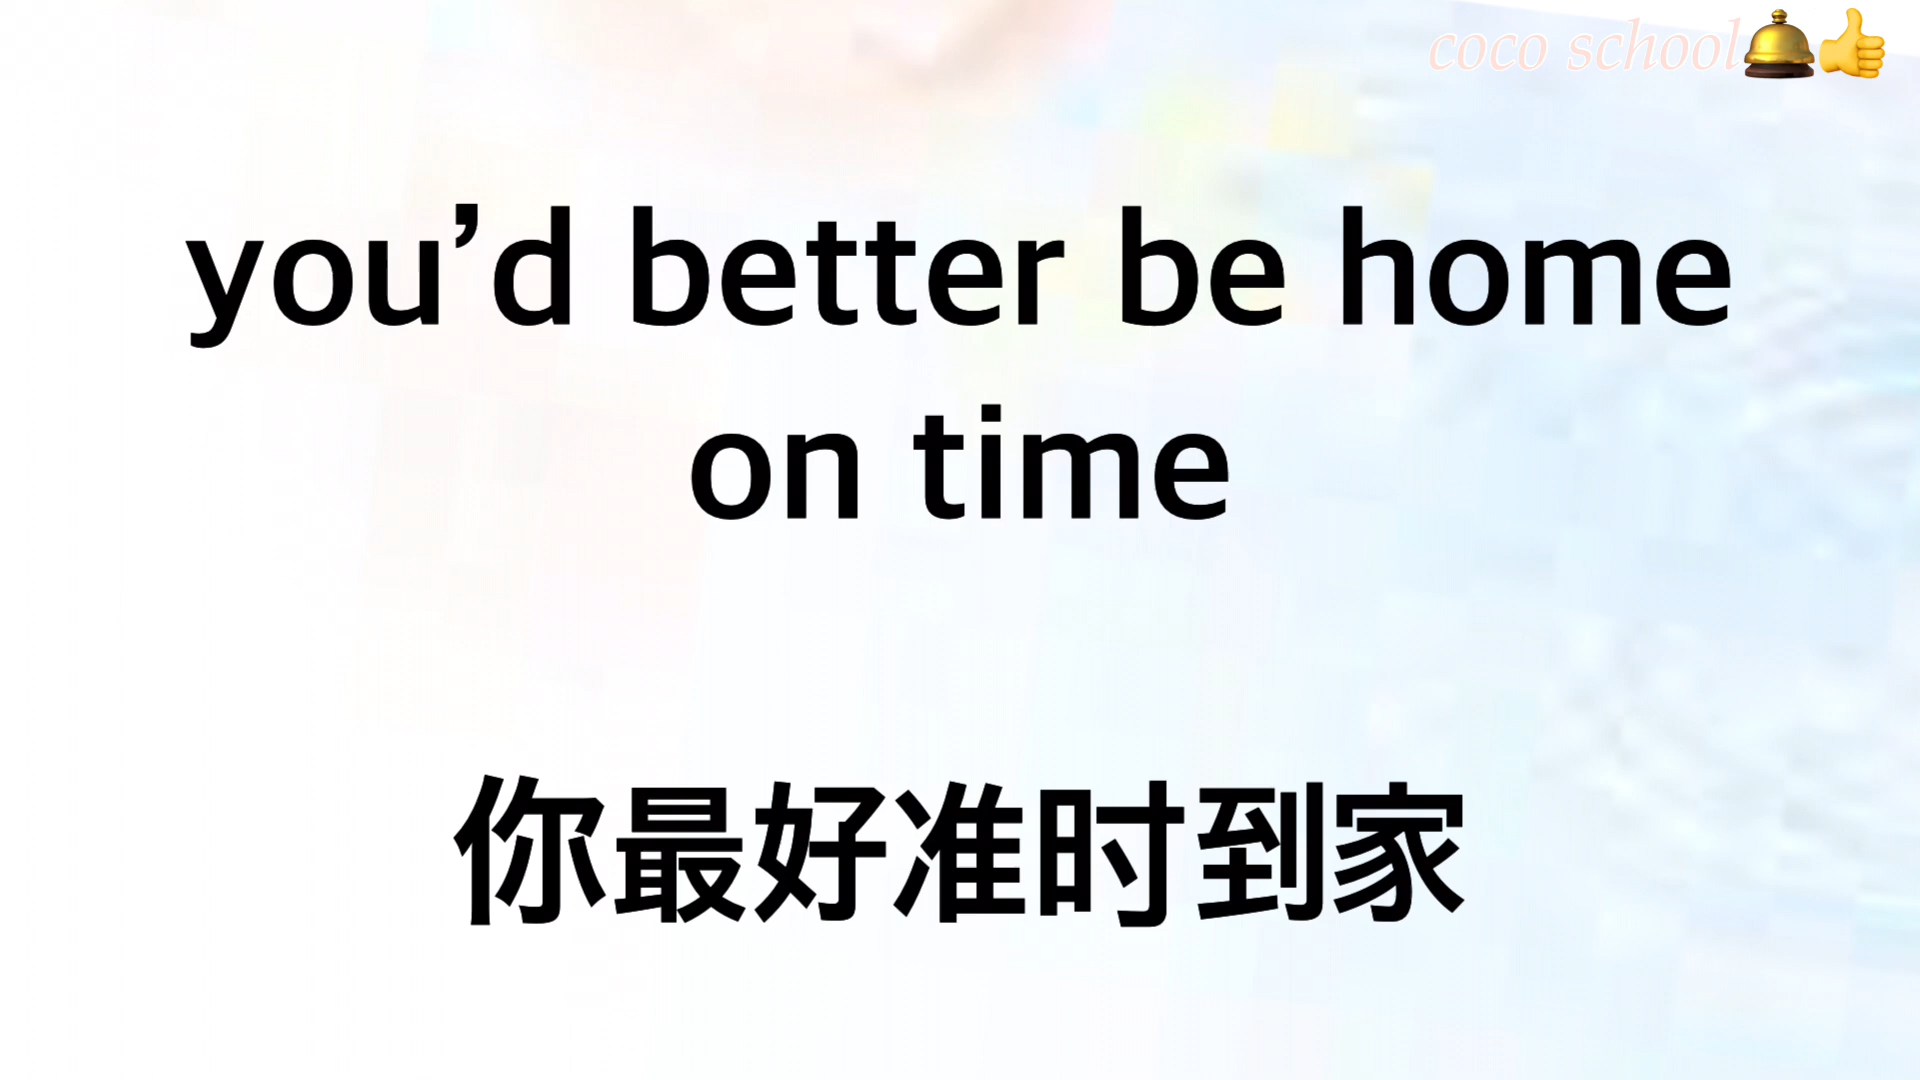 coco school🛎👍
you’d better be home
on time
你最好准时到家